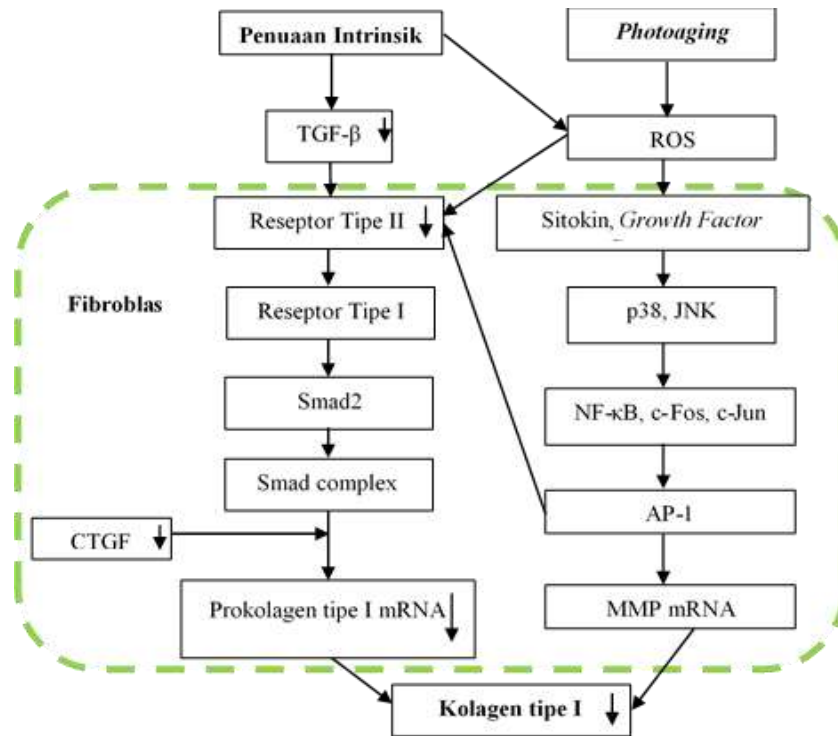 Penuaan Intrinsik
Photoaging
TGF-β
ROS
Reseptor Tipe II
Sitokin, Growth Factor
Fibroblas
Reseptor Tipe I
p38, JNK
Smad2
NF-κB, c-Fos, c-Jun
Smad complex
AP-1
CTGF
Prokolagen tipe I mRNA
MMP mRNA
Kolagen tipe I